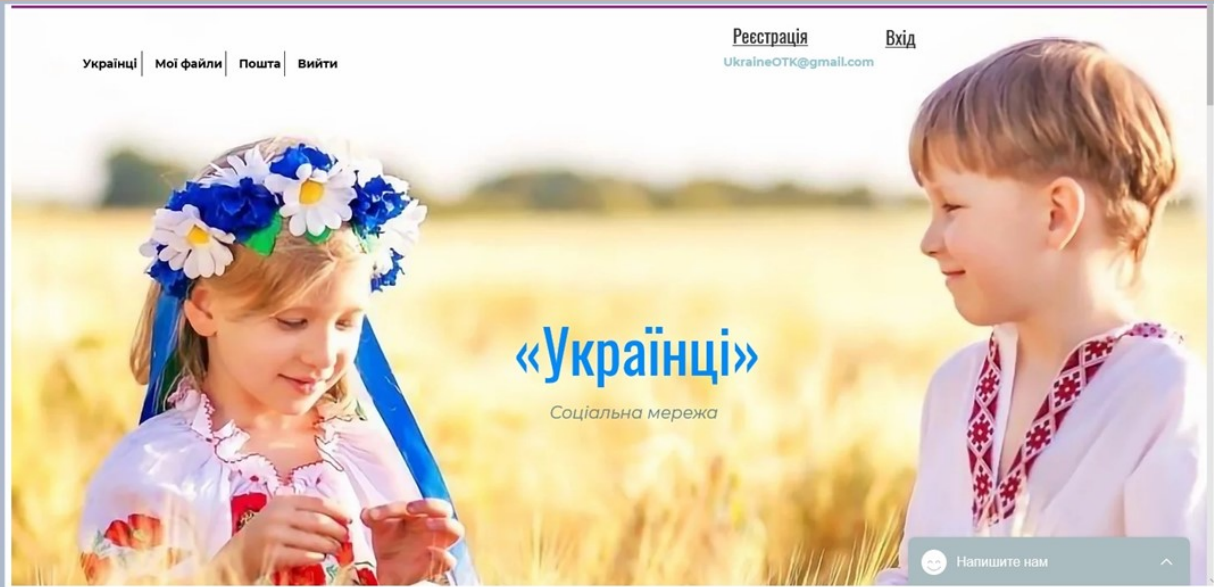 Реєстрація
Вхід
UkraineOTK@gmail.com
Українці
Мої файли
Пошта
Вийти
«Українці»
Соціальна мережа
Напишите нам